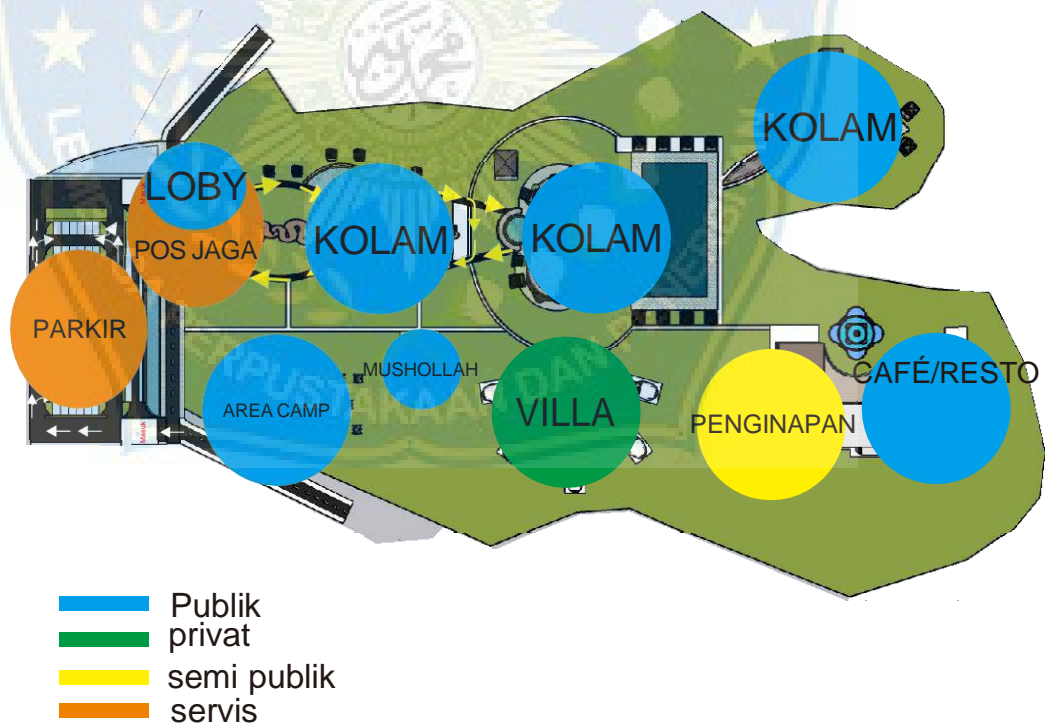 KOLAM
LOBY
POS JAGA
KOLAM
KOLAM
PARKIR
MUSHOLLAH
CAFÉ/RESTO
AREA CAMP
VILLA
PENGINAPAN
Masuk
Publik
privat
semi publik
servis